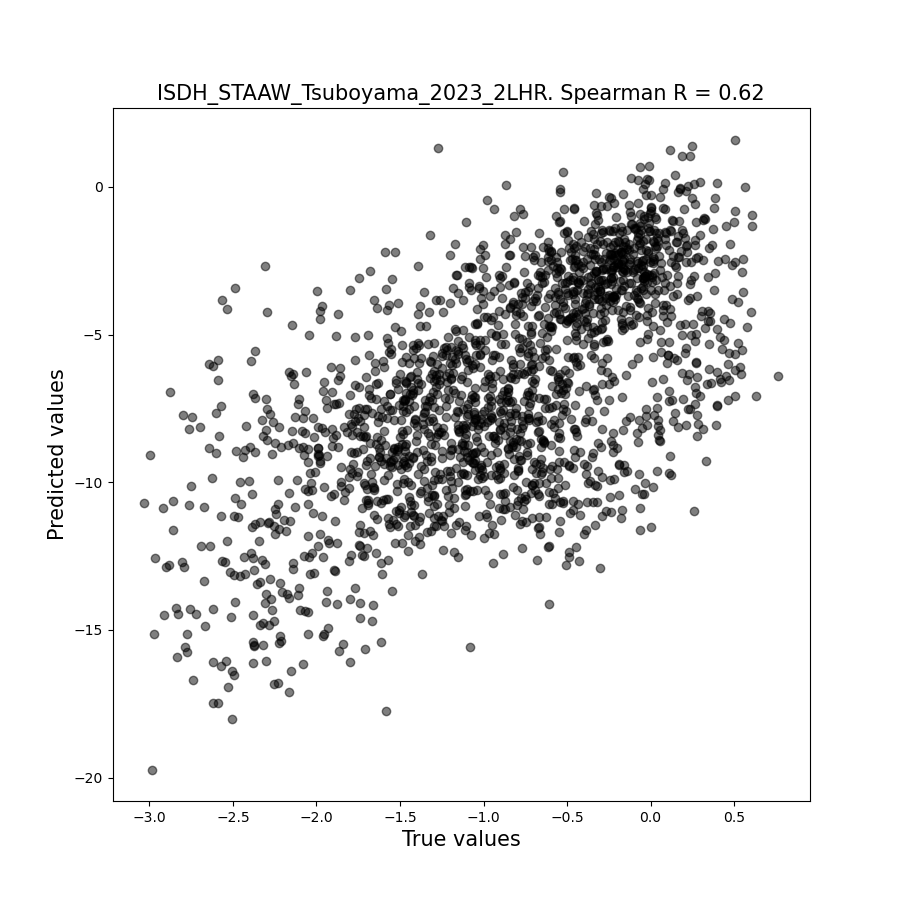 ISDH_STAAW_Tsuboyama_2023_2LHR. Spearman R = 0.62
0
−5
−10
−15
−20
Predicted values
−3.0 −2.5 −2.0 −1.5 −1.0 −0.5 0.0 0.5
True values